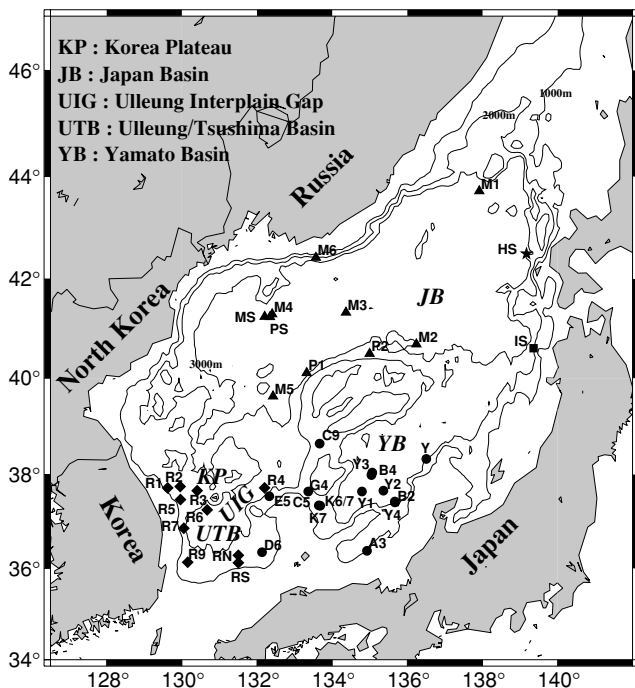 KP : Korea Plateau
JB : Japan Basin
UIG : Ulleung Interplain Gap
UTB : Ulleung/Tsushima Basin
YB : Yamato Basin
46°
44°
42°
40°
38°
36°
34°
1000m
2000m
Russia
M1
HS
M6
JB
M4
M3
MS
PS
North Korea
M2
IS
P2
3000m
P1
M5
C9
YB
Y
Y3
B4
KP
R1
R2
R3
R4
G4
Y2
R5
E5
C5
K6/7
Y1
B2
UIG
R6
K7
Y4
Korea
R7
UTB
Japan
D6
A3
R9
RN
RS
128°
130°
132°
134°
136°
138°
140°